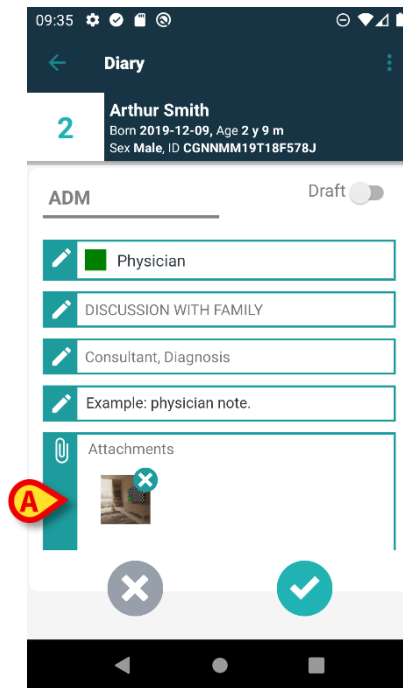 09:35
Diary
2
Arthur Smith
Born 2019-12-09, Age 2 y 9 m
Sex Male, ID CGNNMM19T18F578J
ADM
Draft
Physician
DISCUSSION WITH FAMILY
Consultant, Diagnosis
Example: physician note.
Attachments
A